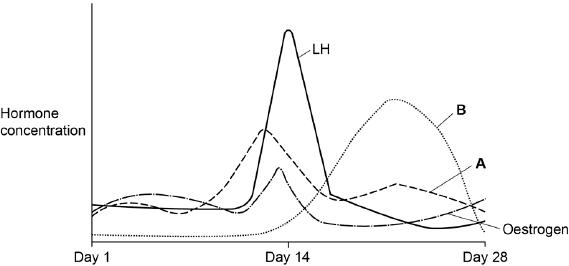 LH
B
Hormone
concentration
A
Oestrogen
Day 1
Day 14
Day 28